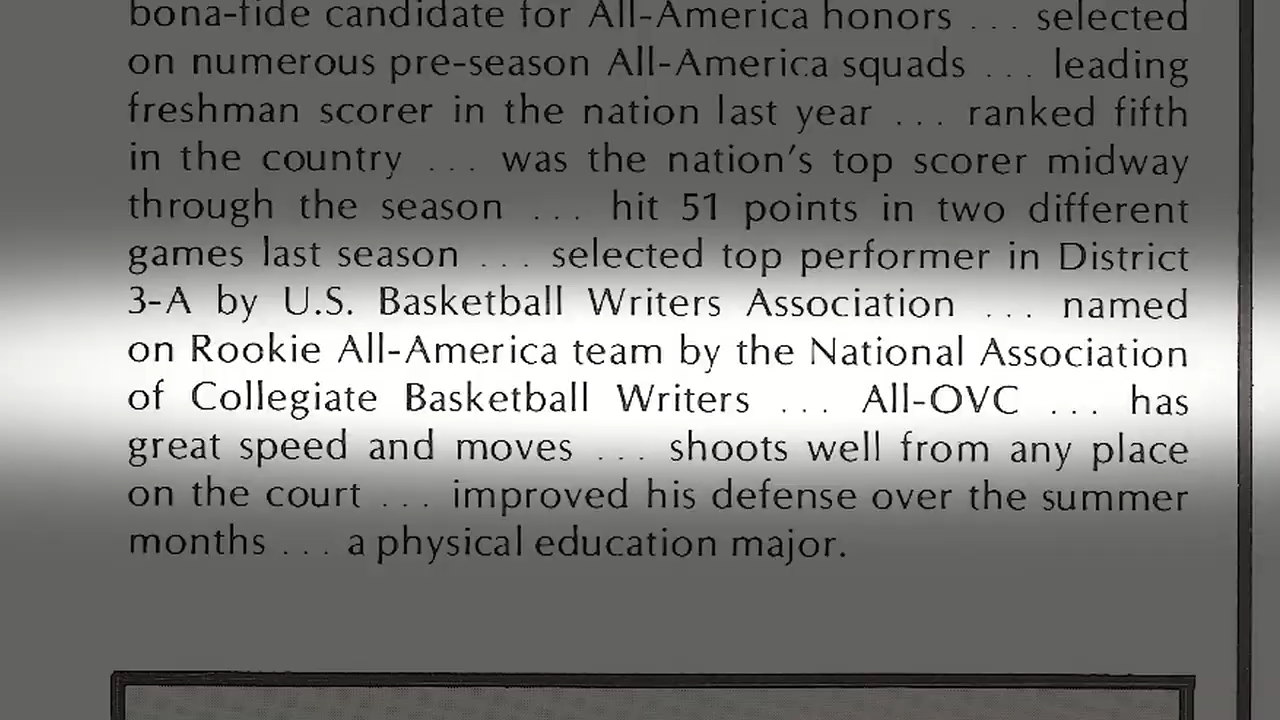 bona-fide candidate for All-America honors ... selected
on numerous pre-season All-America squads ... leading
freshman scorer in the nation last year ... ranked fifth
in the country ... was the nation's top scorer midway
through the season ... hit 51 points in two different
games last season ... selected top performer in District
3-A by U.S. Basketball Writers Association ... named
on Rookie All-America team by the National Association
of Collegiate Basketball Writers ... All-OVC ... has
great speed and moves ... shoots well from any place
on the court ... improved his defense over the summer
months ... a physical education major.